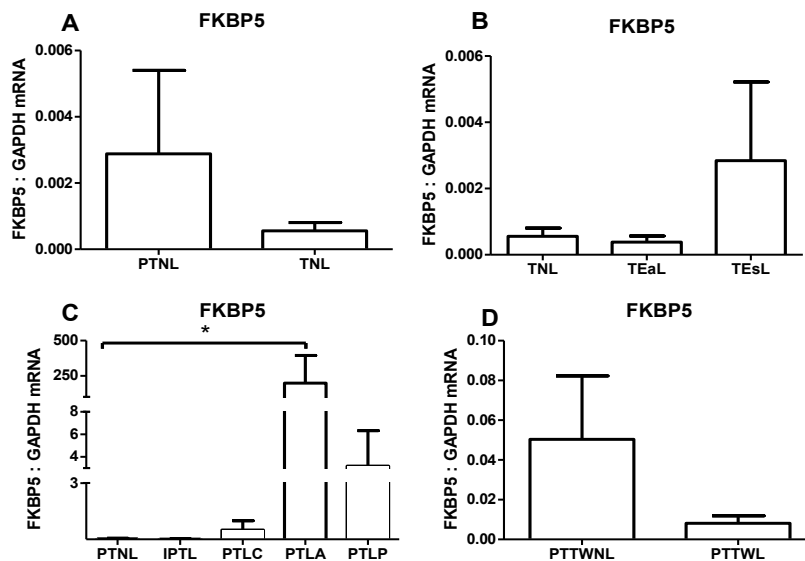 A
FKBP5
FKBP5 : GAPDH mRNA
0.006
0.004
0.002
0.000
PTNL TNL
B
FKBP5
FKBP5 : GAPDH mRNA
0.006
0.004
0.002
0.000
TNL TEaL TEsL
C
FKBP5
FKBP5 : GAPDH mRNA
*
500
250
8
6
4
3
PTNL IPTL PTLC PTLA PTLP
D
FKBP5
FKBP5 : GAPDH mRNA
0.10
0.08
0.06
0.04
0.02
0.00
PTTWNL PTTWL